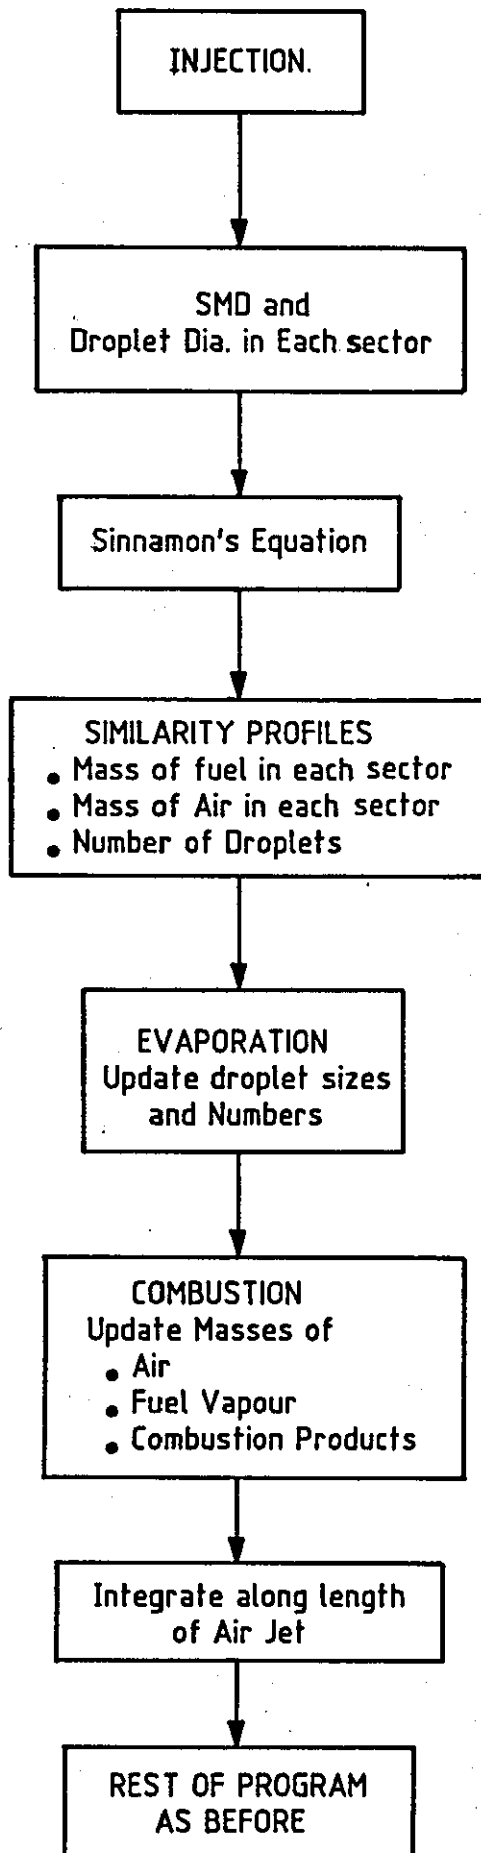 INJECTION.
SMD and
Droplet Dia. in Each sector
Sinnamon's Equation
SIMILARITY PROFILES
• Mass of fuel in each sector
• Mass of Air in each sector
• Number of Droplets
EVAPORATION
Update droplet sizes
and Numbers
COMBUSTION
Update Masses of
• Air
• Fuel Vapour
• Combustion Products
Integrate along length
of Air Jet
REST OF PROGRAM
AS BEFORE